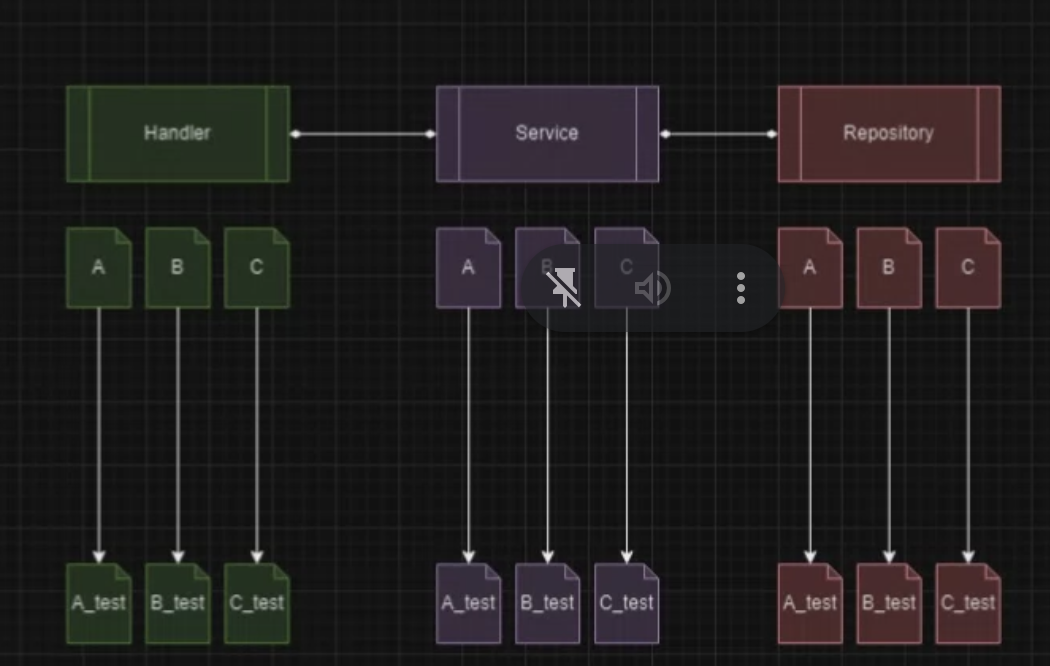 Handler
Service
Repository
A
B
C
A
B
C
A
B
C
A_test
B_test
C_test
A_test
B_test
C_test
A_test
B_test
C_test